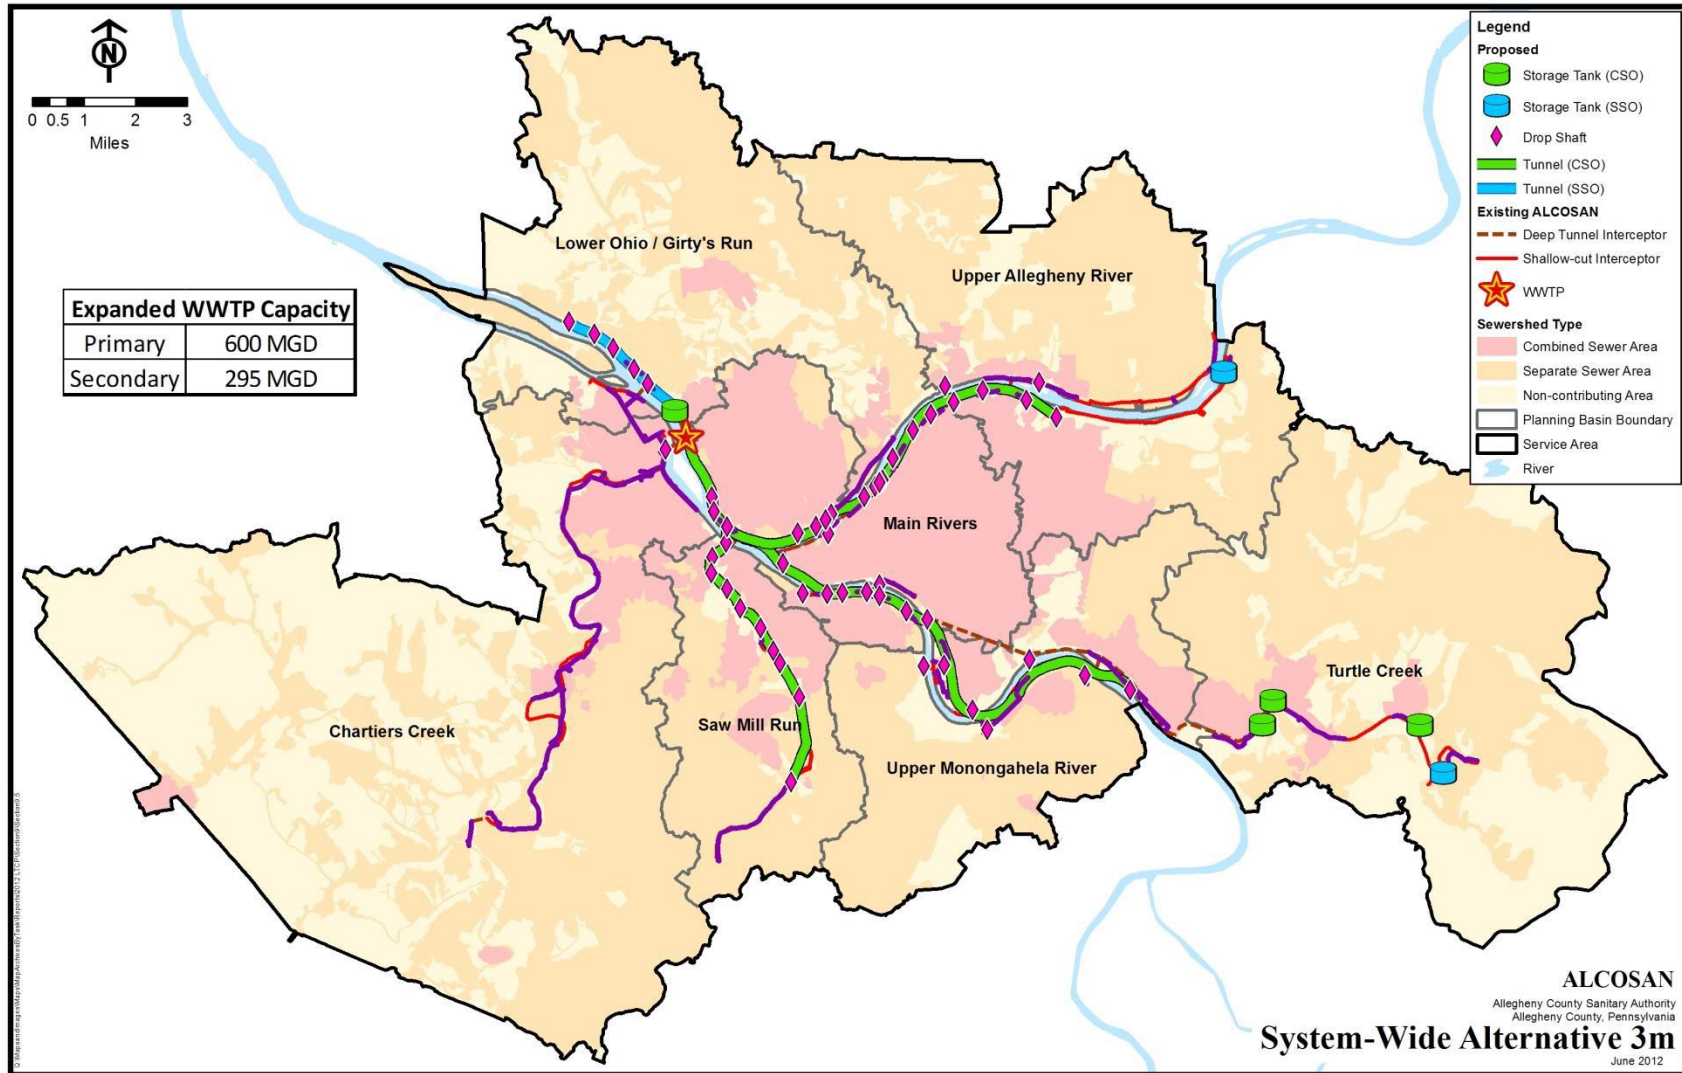 N
0 0.5 1 2 3
Miles
Expanded WWTP Capacity
Primary 600 MGD
Secondary 295 MGD
Lower Ohio / Girty's Run
Upper Allegheny River
Main Rivers
Chartiers Creek
Saw Mill Run
Upper Monongahela River
Turtle Creek
Legend
Proposed
Storage Tank (CSO)
Storage Tank (SSO)
Drop Shaft
Tunnel (CSO)
Tunnel (SSO)
Existing ALCOSAN
Deep Tunnel Interceptor
Shallow-cut Interceptor
WWTP
Sewershed Type
Combined Sewer Area
Separate Sewer Area
Non-contributing Area
Planning Basin Boundary
Service Area
River
ALCOSAN
Allegheny County Sanitary Authority
Allegheny County, Pennsylvania
System-Wide Alternative 3m
June 2012